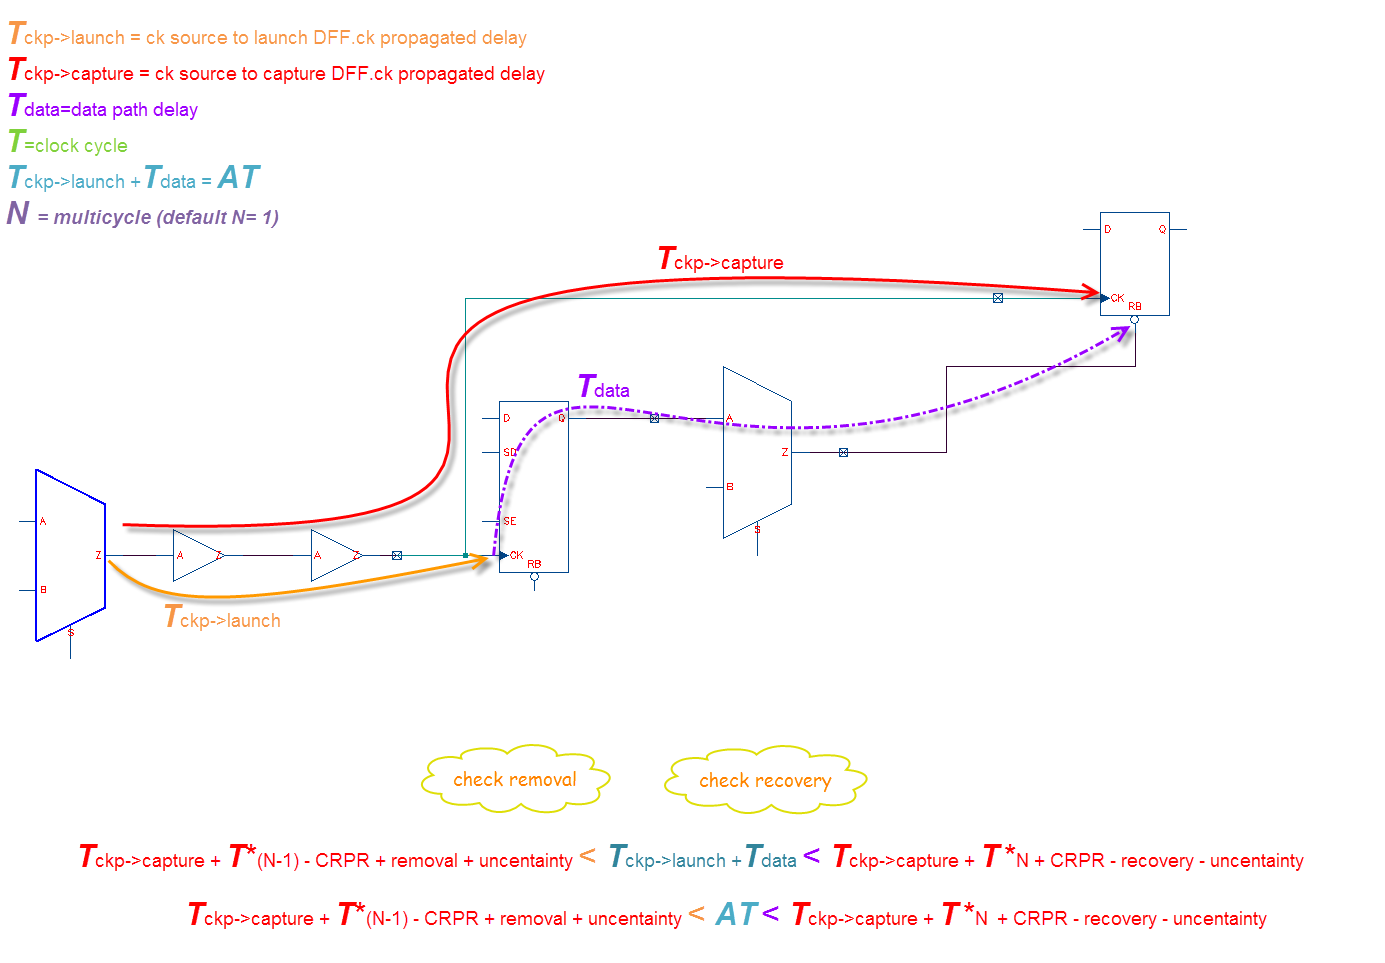 Tckp->launch = ck source to launch DFF.ck propagated delay
Tckp->capture = ck source to capture DFF.ck propagated delay
Tdata=data path delay
T=clock cycle
Tckp->launch +Tdata = AT
N = multicycle (default N= 1)
D Q
Tckp->capture
CK
RB
Tdata
D Q
A
SD
Z
B
SE
S
A
Z A Z A Z CK
RB
B
Tckp->launch
S
check removal check recovery
Tckp->capture + T*(N-1) - CRPR + removal + uncentainty < Tckp->launch +Tdata < Tckp->capture + T *N + CRPR - recovery - uncentainty
Tckp->capture + T*(N-1) - CRPR + removal + uncentainty < AT < Tckp->capture + T *N + CRPR - recovery - uncentainty